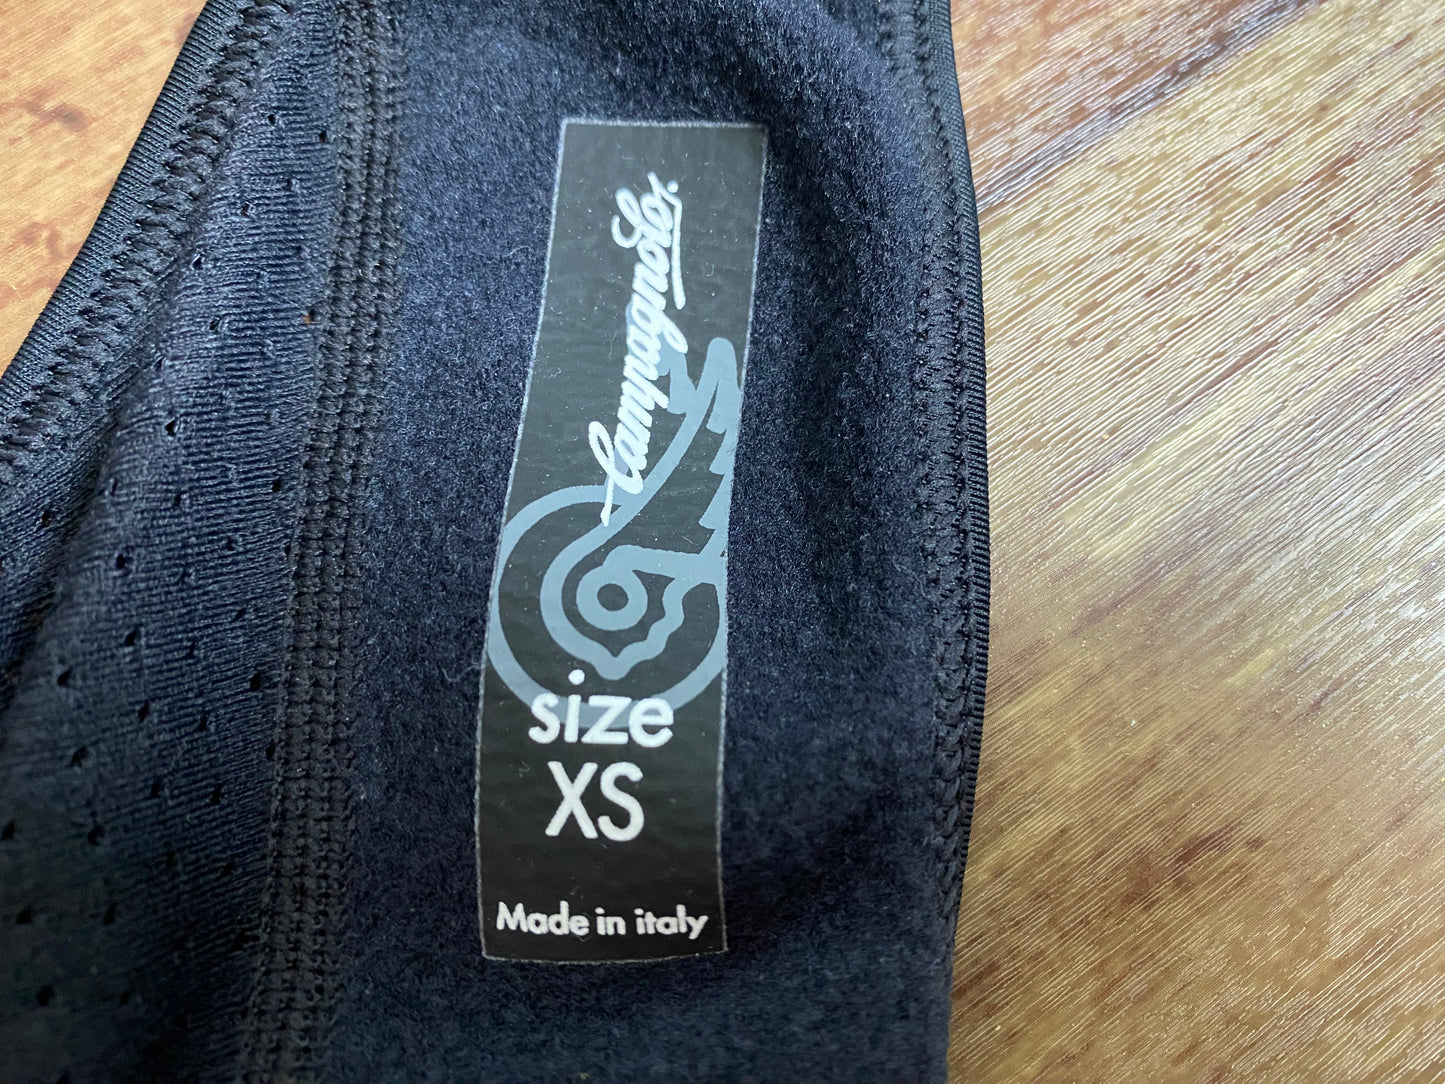 Campagnolo.
size
XS
Made in italy